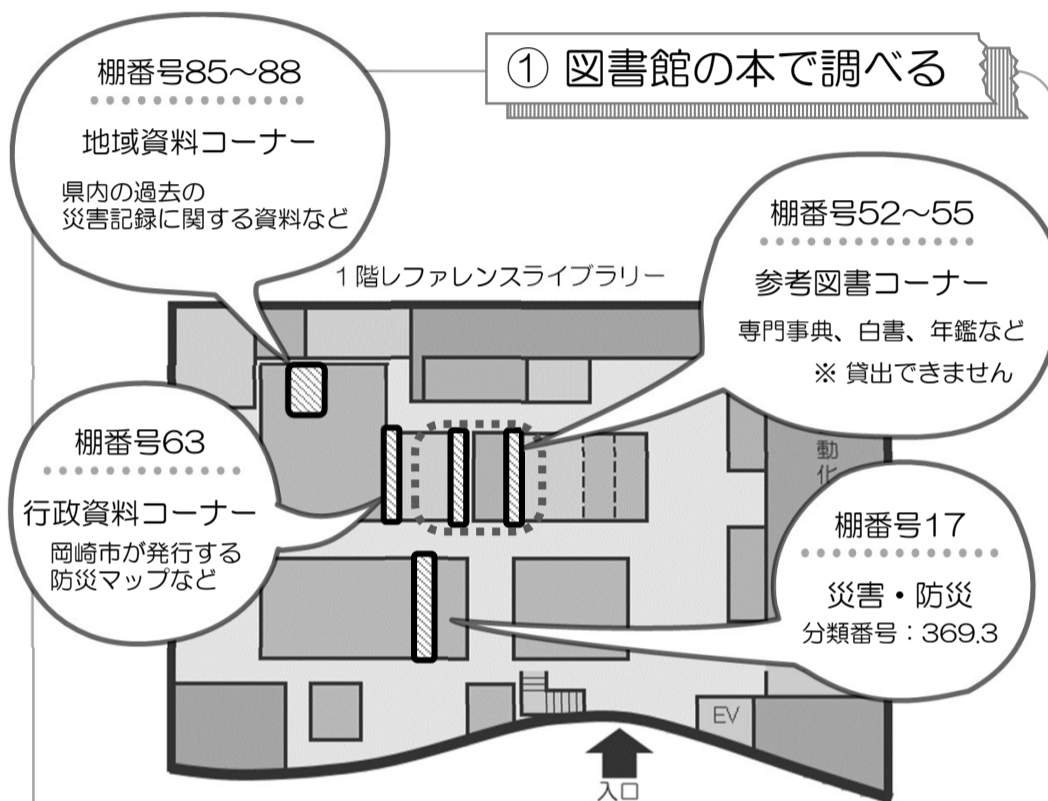 ① 図書館の本で調べる
棚番号85～88
地域資料コーナー
県内の過去の
災害記録に関する資料など
棚番号52～55
参考図書コーナー
専門事典、白書、年鑑など
※ 貸出できません
1階レファレンスライブラリー
棚番号63
行政資料コーナー
岡崎市が発行する
防災マップなど
動
棚番号17
災害・防災
分類番号：369.3
EV
入口